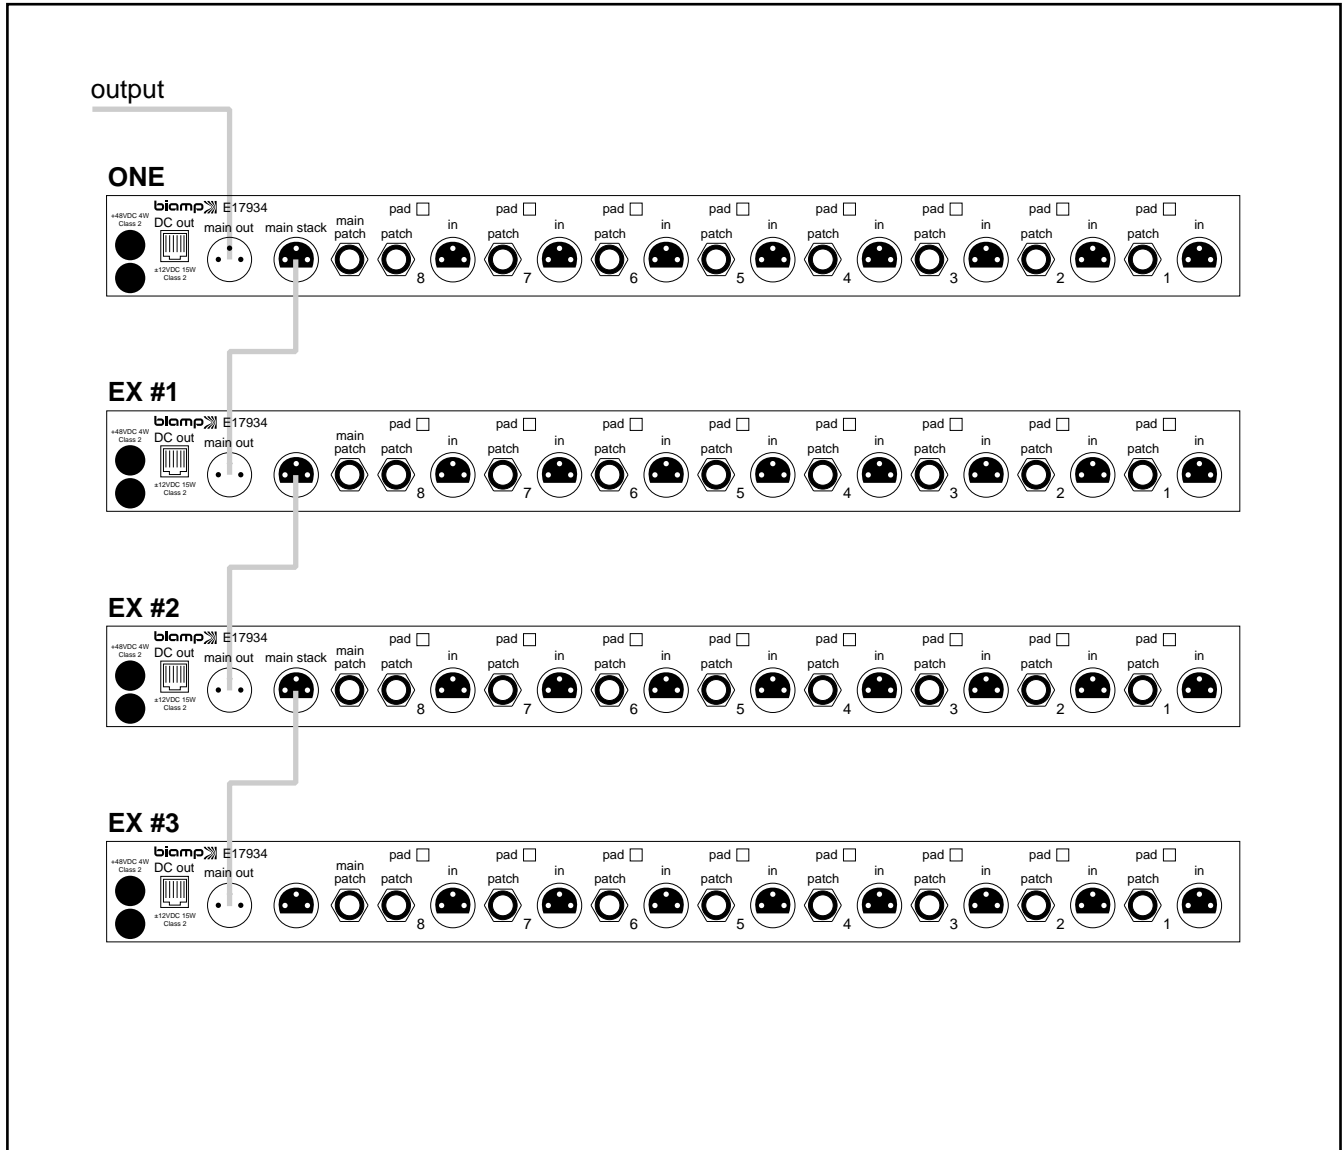 output
ONE
biamp E17934
+48VDC 4W
Class 2
DC out
±12VDC 15W
Class 2
main out
main stack
main
patch
pad patch in 8
pad patch in 7
pad patch in 6
pad patch in 5
pad patch in 4
pad patch in 3
pad patch in 2
pad patch in 1
EX #1
biamp E17934
+48VDC 4W
Class 2
DC out
±12VDC 15W
Class 2
main out
main
patch
pad patch in 8
pad patch in 7
pad patch in 6
pad patch in 5
pad patch in 4
pad patch in 3
pad patch in 2
pad patch in 1
EX #2
biamp E17934
+48VDC 4W
Class 2
DC out
±12VDC 15W
Class 2
main out
main stack
main
patch
pad patch in 8
pad patch in 7
pad patch in 6
pad patch in 5
pad patch in 4
pad patch in 3
pad patch in 2
pad patch in 1
EX #3
biamp E17934
+48VDC 4W
Class 2
DC out
±12VDC 15W
Class 2
main out
main
patch
pad patch in 8
pad patch in 7
pad patch in 6
pad patch in 5
pad patch in 4
pad patch in 3
pad patch in 2
pad patch in 1